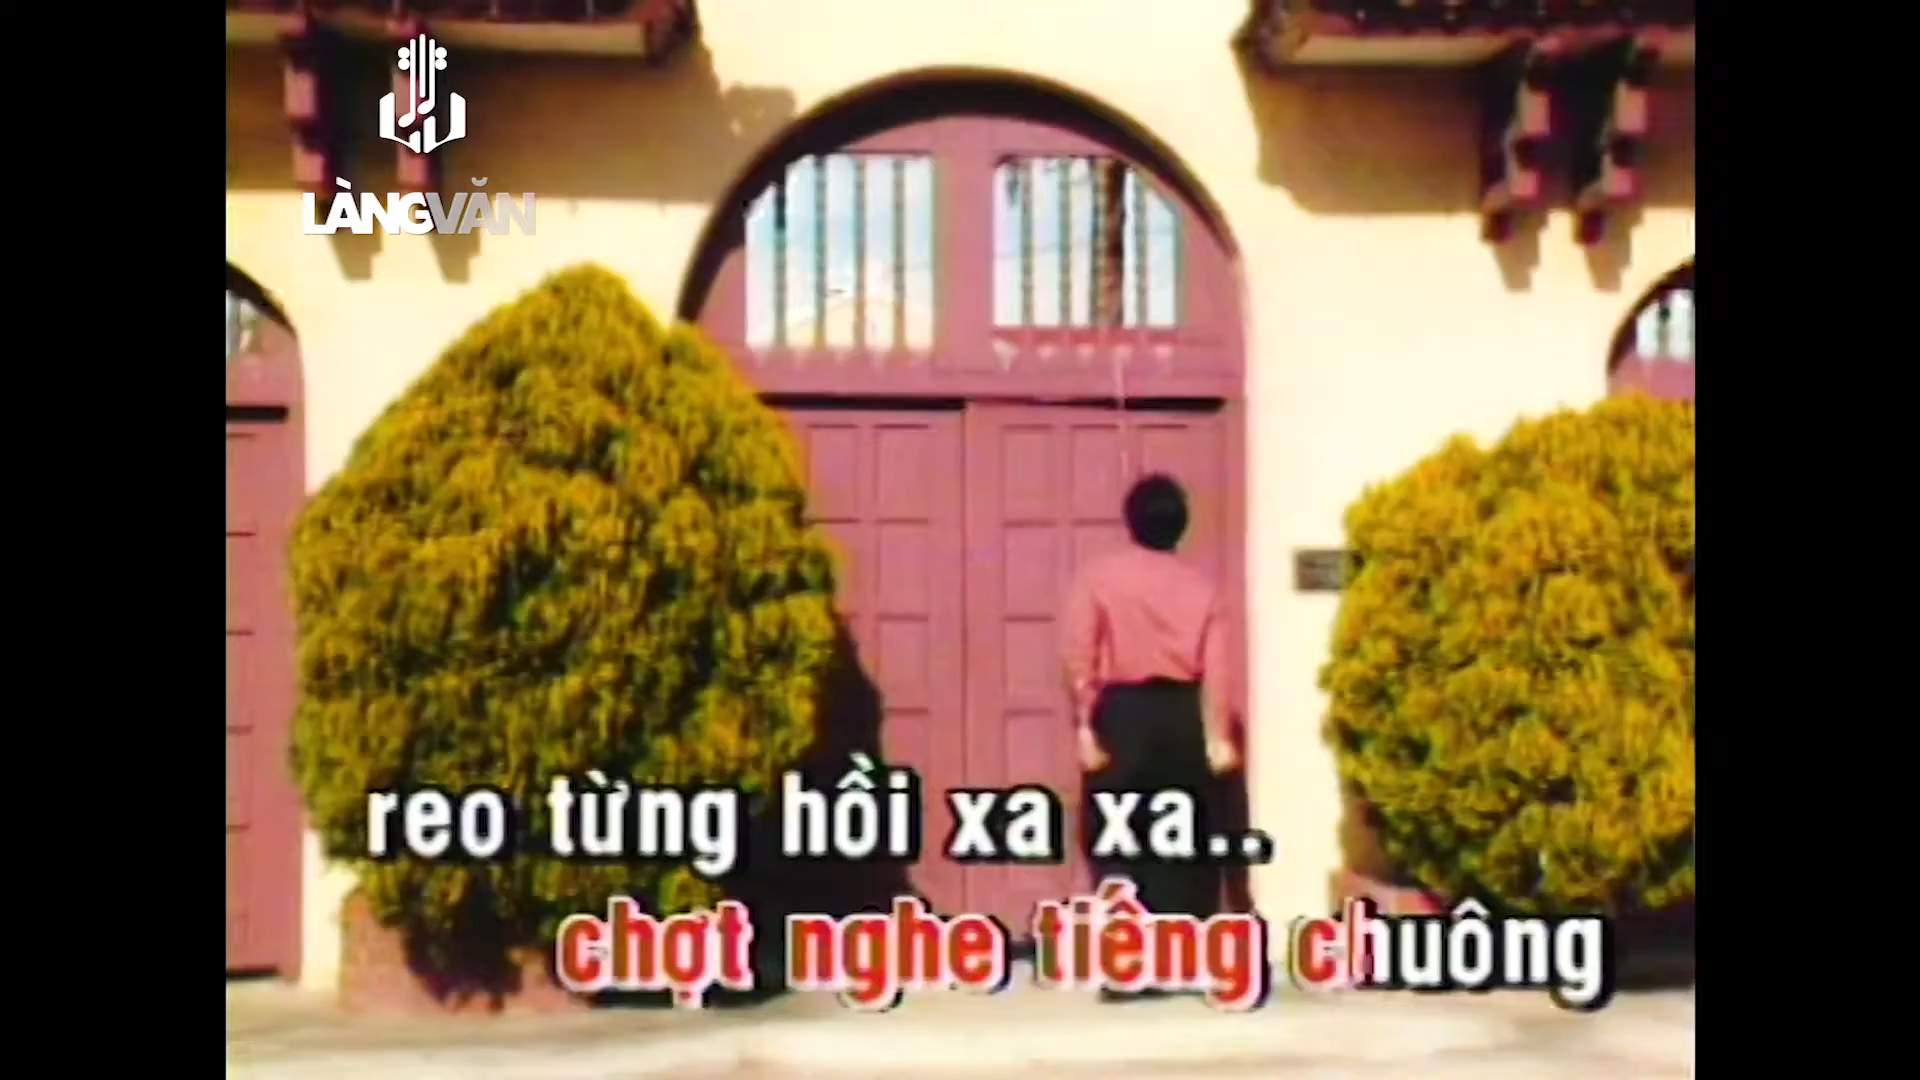 LÀNGVĂN
reo từng hồi xa xa..
chợt nghe tiếng chuông